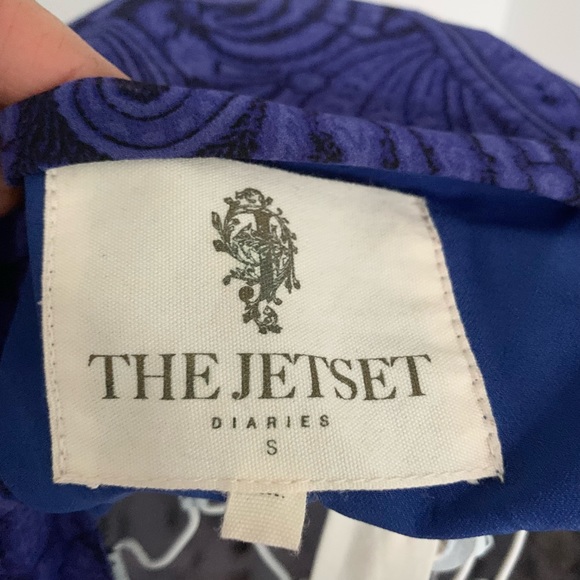 THE JETSET
DIARIES
S